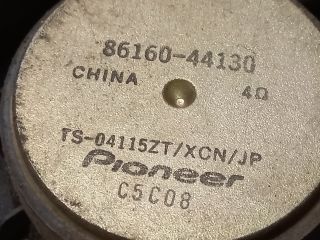 86160-44130
CHINA 4Ω
TS-04115ZT/XCN/JP
Pioneer
C5C08